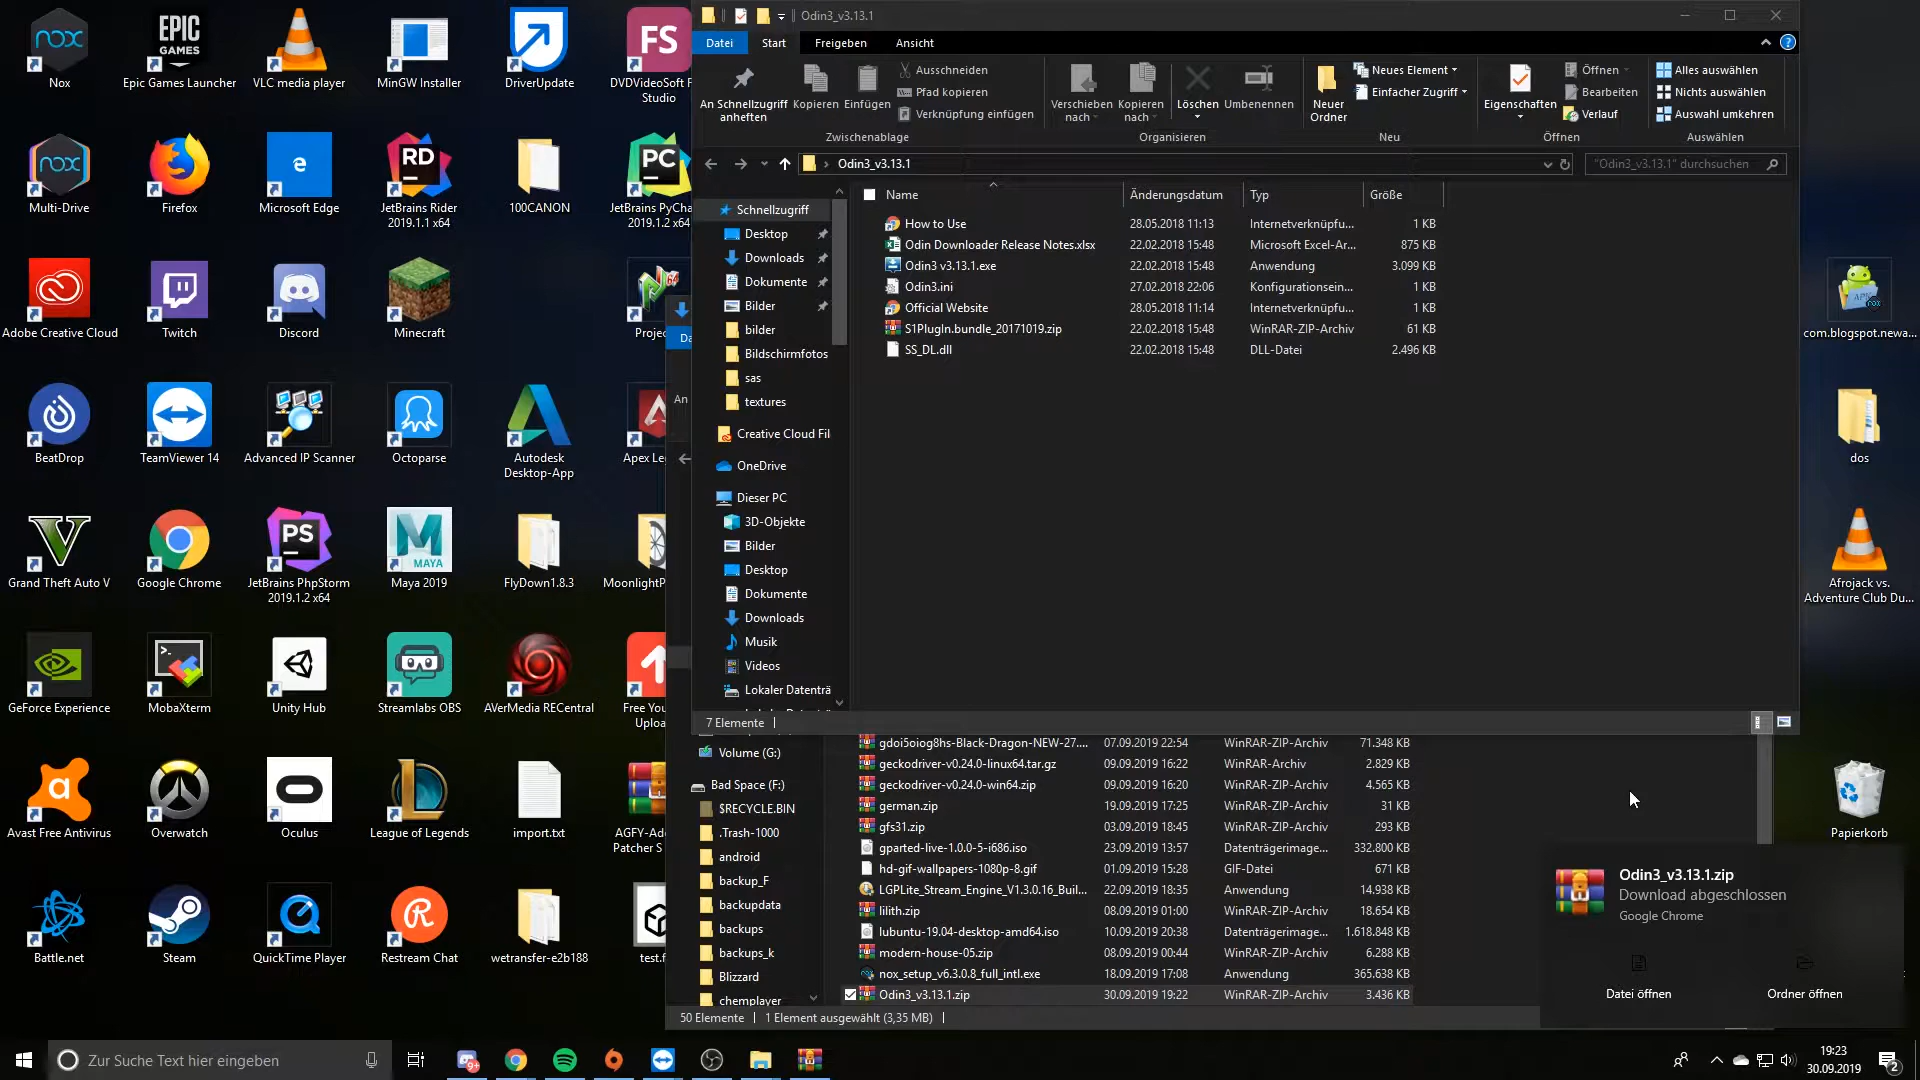 Nox
Epic Games Launcher
VLC media player
MinGW Installer
DriverUpdate
DVDVideoSoft F
Studio
Multi-Drive
Firefox
Microsoft Edge
JetBrains Rider
2019.1.1 x64
100CANON
JetBrains PyCha
2019.1.2 x64
Adobe Creative Cloud
Twitch
Discord
Minecraft
Projec
BeatDrop
TeamViewer 14
Advanced IP Scanner
Octoparse
Autodesk
Desktop-App
Apex Le
Grand Theft Auto V
Google Chrome
JetBrains PhpStorm
2019.1.2 x64
Maya 2019
FlyDown1.8.3
MoonlightP
GeForce Experience
MobaXterm
Unity Hub
Streamlabs OBS
AVerMedia RECentral
Free You
Uploa
Avast Free Antivirus
Overwatch
Oculus
League of Legends
import.txt
AGFY-Ad
Patcher S
Battle.net
Steam
QuickTime Player
Restream Chat
wetransfer-e2b188
test.f
nox
EPIC
GAMES
FS
nox
RD
PC
PS
MAYA
Da
An
Odin3_v3.13.1
Datei Start Freigeben Ansicht
An Schnellzugriff
anheften
Kopieren
Einfügen
Ausschneiden
Pfad kopieren
Verknüpfung einfügen
Zwischenablage
Verschieben
nach
Kopieren
nach
Löschen
Umbenennen
Organisieren
Neuer
Ordner
Neues Element
Einfacher Zugriff
Neu
Eigenschaften
Öffnen
Bearbeiten
Verlauf
Öffnen
Alles auswählen
Nichts auswählen
Auswahl umkehren
Auswählen
Odin3_v3.13.1
"Odin3_v3.13.1" durchsuchen
Schnellzugriff
Desktop
Downloads
Dokumente
Bilder
bilder
Bildschirmfotos
sas
textures
Creative Cloud Fil
OneDrive
Dieser PC
3D-Objekte
Bilder
Desktop
Dokumente
Downloads
Musik
Videos
Lokaler Datenträ
Name Änderungsdatum Typ Größe
How to Use 28.05.2018 11:13 Internetverknüpfu... 1 KB
Odin Downloader Release Notes.xlsx 22.02.2018 15:48 Microsoft Excel-Ar... 875 KB
Odin3 v3.13.1.exe 22.02.2018 15:48 Anwendung 3.099 KB
Odin3.ini 27.02.2018 22:06 Konfigurationsein... 1 KB
Official Website 28.05.2018 11:14 Internetverknüpfu... 1 KB
S1PlugIn.bundle_20171019.zip 22.02.2018 15:48 WinRAR-ZIP-Archiv 61 KB
SS_DL.dll 22.02.2018 15:48 DLL-Datei 2.496 KB
7 Elemente
Volume (G:)
Bad Space (F:)
$RECYCLE.BIN
.Trash-1000
android
backup_F
backupdata
backups
backups_k
Blizzard
chemplayer
gdoi5oiog8hs-Black-Dragon-NEW-27.... 07.09.2019 22:54 WinRAR-ZIP-Archiv 71.348 KB
geckodriver-v0.24.0-linux64.tar.gz 09.09.2019 16:22 WinRAR-Archiv 2.829 KB
geckodriver-v0.24.0-win64.zip 09.09.2019 16:20 WinRAR-ZIP-Archiv 4.565 KB
german.zip 19.09.2019 17:25 WinRAR-ZIP-Archiv 31 KB
gfs31.zip 03.09.2019 18:45 WinRAR-ZIP-Archiv 293 KB
gparted-live-1.0.0-5-i686.iso 23.09.2019 13:57 Datenträgerimage... 332.800 KB
hd-gif-wallpapers-1080p-8.gif 01.09.2019 15:28 GIF-Datei 671 KB
LGPLite_Stream_Engine_V1.3.0.16_Buil... 22.09.2019 18:35 Anwendung 14.938 KB
lilith.zip 08.09.2019 01:00 WinRAR-ZIP-Archiv 18.654 KB
lubuntu-19.04-desktop-amd64.iso 10.09.2019 20:38 Datenträgerimage... 1.618.848 KB
modern-house-05.zip 08.09.2019 00:44 WinRAR-ZIP-Archiv 6.288 KB
nox_setup_v6.3.0.8_full_intl.exe 18.09.2019 17:08 Anwendung 365.638 KB
Odin3_v3.13.1.zip 30.09.2019 19:22 WinRAR-ZIP-Archiv 3.436 KB
50 Elemente 1 Element ausgewählt (3,35 MB)
com.blogspot.newa...
dos
Afrojack vs.
Adventure Club Du...
Papierkorb
Odin3_v3.13.1.zip
Download abgeschlossen
Google Chrome
Datei öffnen
Ordner öffnen
Zur Suche Text hier eingeben
9+
19:23
30.09.2019
2